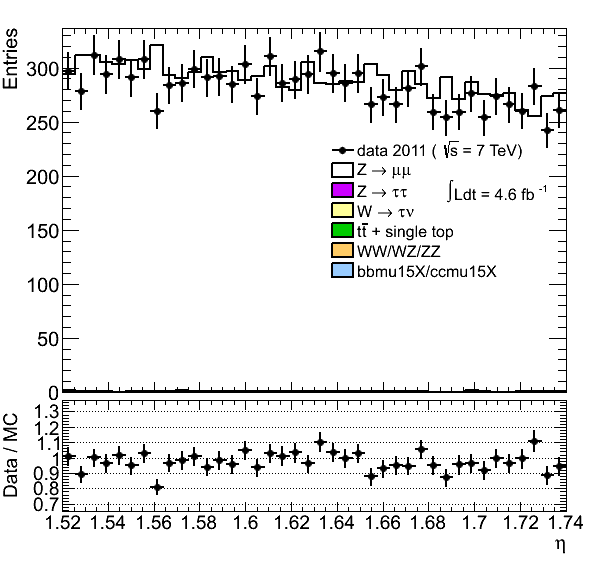 Entries
300
250
200
150
100
50
0
data 2011 ( √s = 7 TeV)
Z → μμ
Z → ττ
∫Ldt = 4.6 fb⁻¹
W → τν
tt̄ + single top
WW/WZ/ZZ
bbmu15X/ccmu15X
Data / MC
1.3
1.2
1.1
1
0.9
0.8
0.7
1.52 1.54 1.56 1.58 1.6 1.62 1.64 1.66 1.68 1.7 1.72 1.74
η